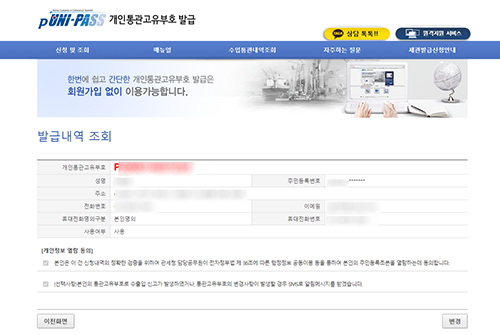 pUNI-PASS 개인통관고유부호 발급
상담 톡톡!! 원격지원 서비스
신청 및 조회 매뉴얼 수입통관내역조회 자주하는 질문 세관발급신청안내
한번에 쉽고 간단한 개인통관고유부호 발급은
회원가입 없이 이용가능합니다.
발급내역 조회
개인통관고유부호 P
성명 주민등록번호 *******
주소
전화번호 이메일
휴대전화명의구분 본인명의 휴대전화번호
사용여부 사용
[개인정보 열람 동의]
본인은 이 건 신청내역의 정확한 검증을 위하여 관세청 담당공무원이 전자정부법 제 36조에 따른 행정정보 공동이용 등을 통하여 본인의 주민등록초본을 열람하는데 동의합니다.
(선택사항)본인의 통관고유부호로 수출입 신고가 발생하였거나, 통관고유부호의 변경사항이 발생할 경우 SMS로 알림메시지를 받겠습니다.
이전화면 변경